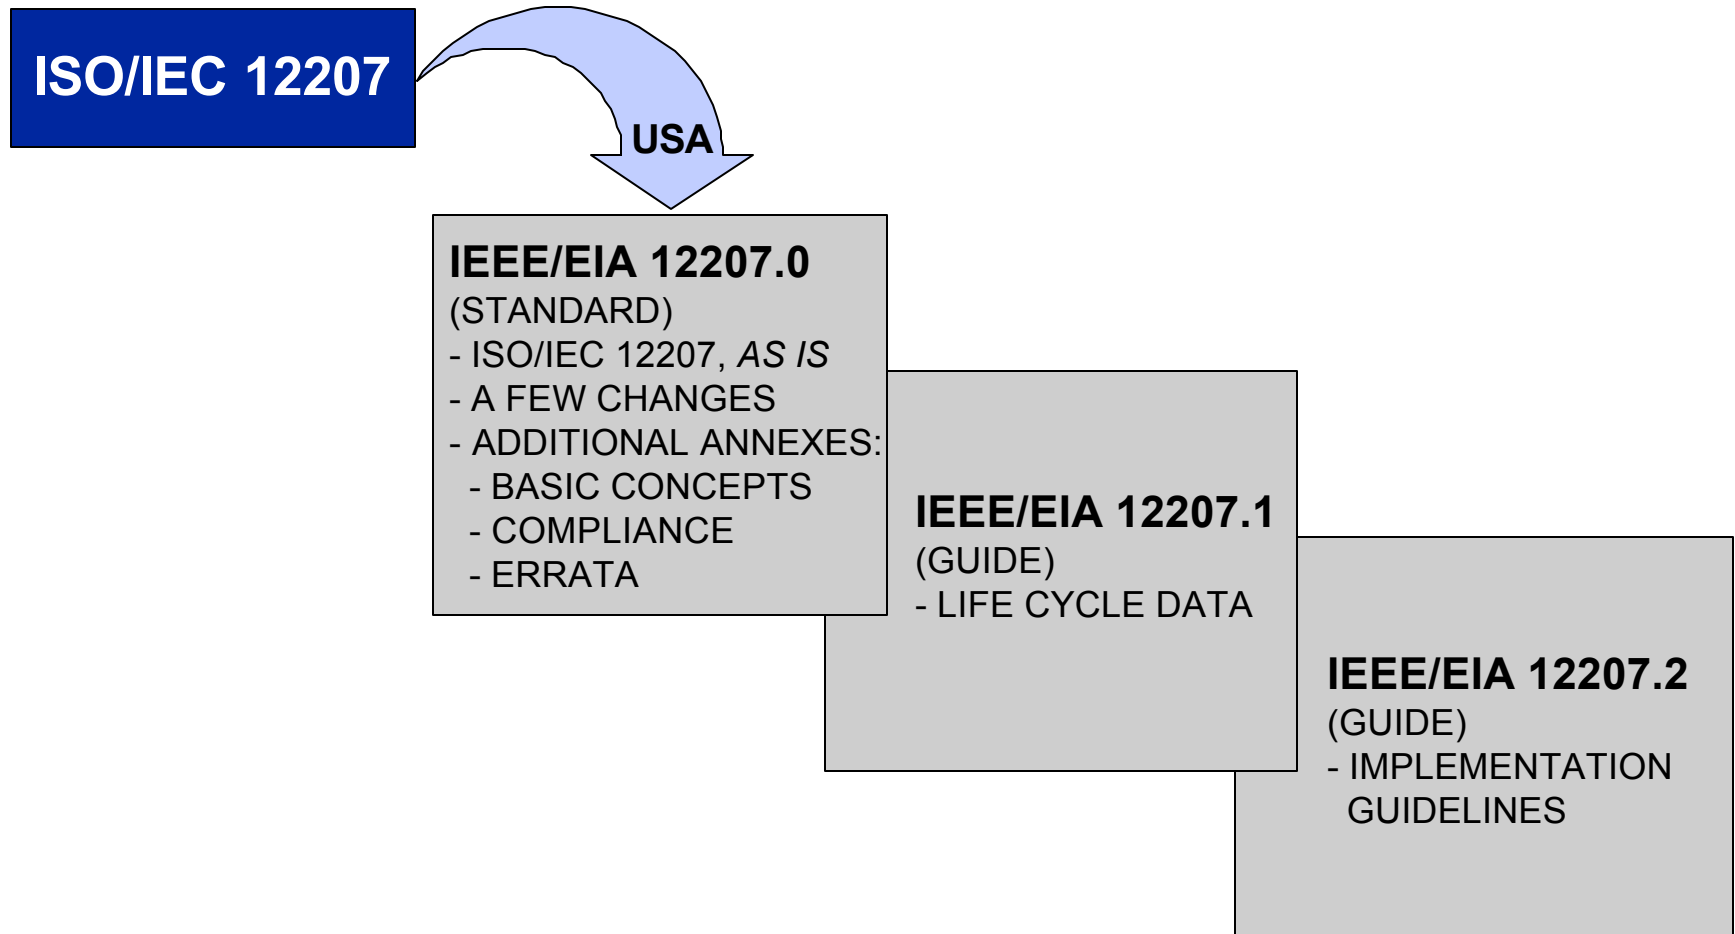 ISO/IEC 12207
USA
IEEE/EIA 12207.0
(STANDARD)
- ISO/IEC 12207, AS IS
- A FEW CHANGES
- ADDITIONAL ANNEXES:
- BASIC CONCEPTS
- COMPLIANCE
- ERRATA
IEEE/EIA 12207.1
(GUIDE)
- LIFE CYCLE DATA
IEEE/EIA 12207.2
(GUIDE)
- IMPLEMENTATION
GUIDELINES